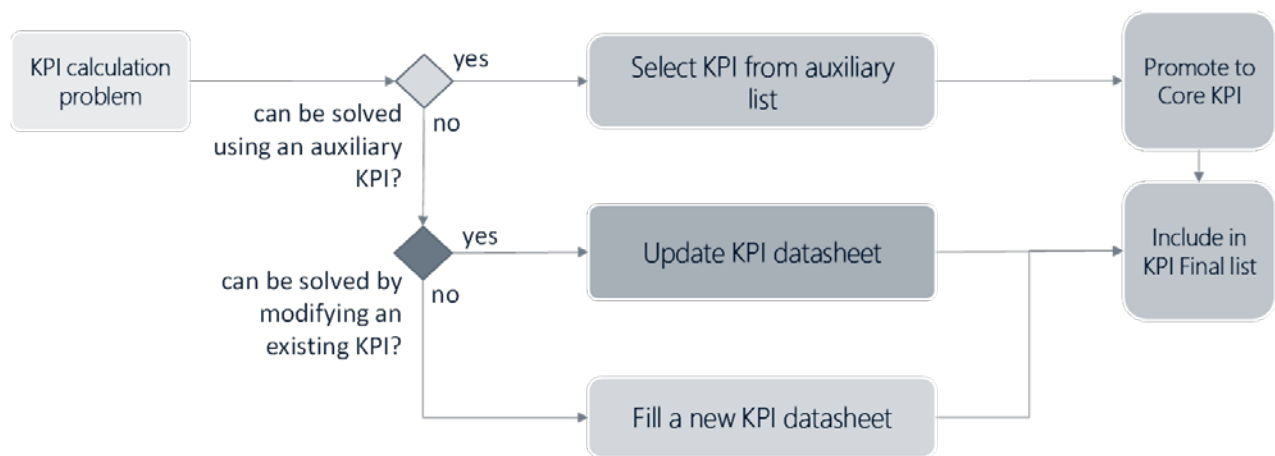 KPI calculation
problem
can be solved
using an auxiliary
KPI?
yes
no
Select KPI from auxiliary
list
Promote to
Core KPI
can be solved by
modifying an
existing KPI?
yes
no
Update KPI datasheet
Include in
KPI Final list
Fill a new KPI datasheet